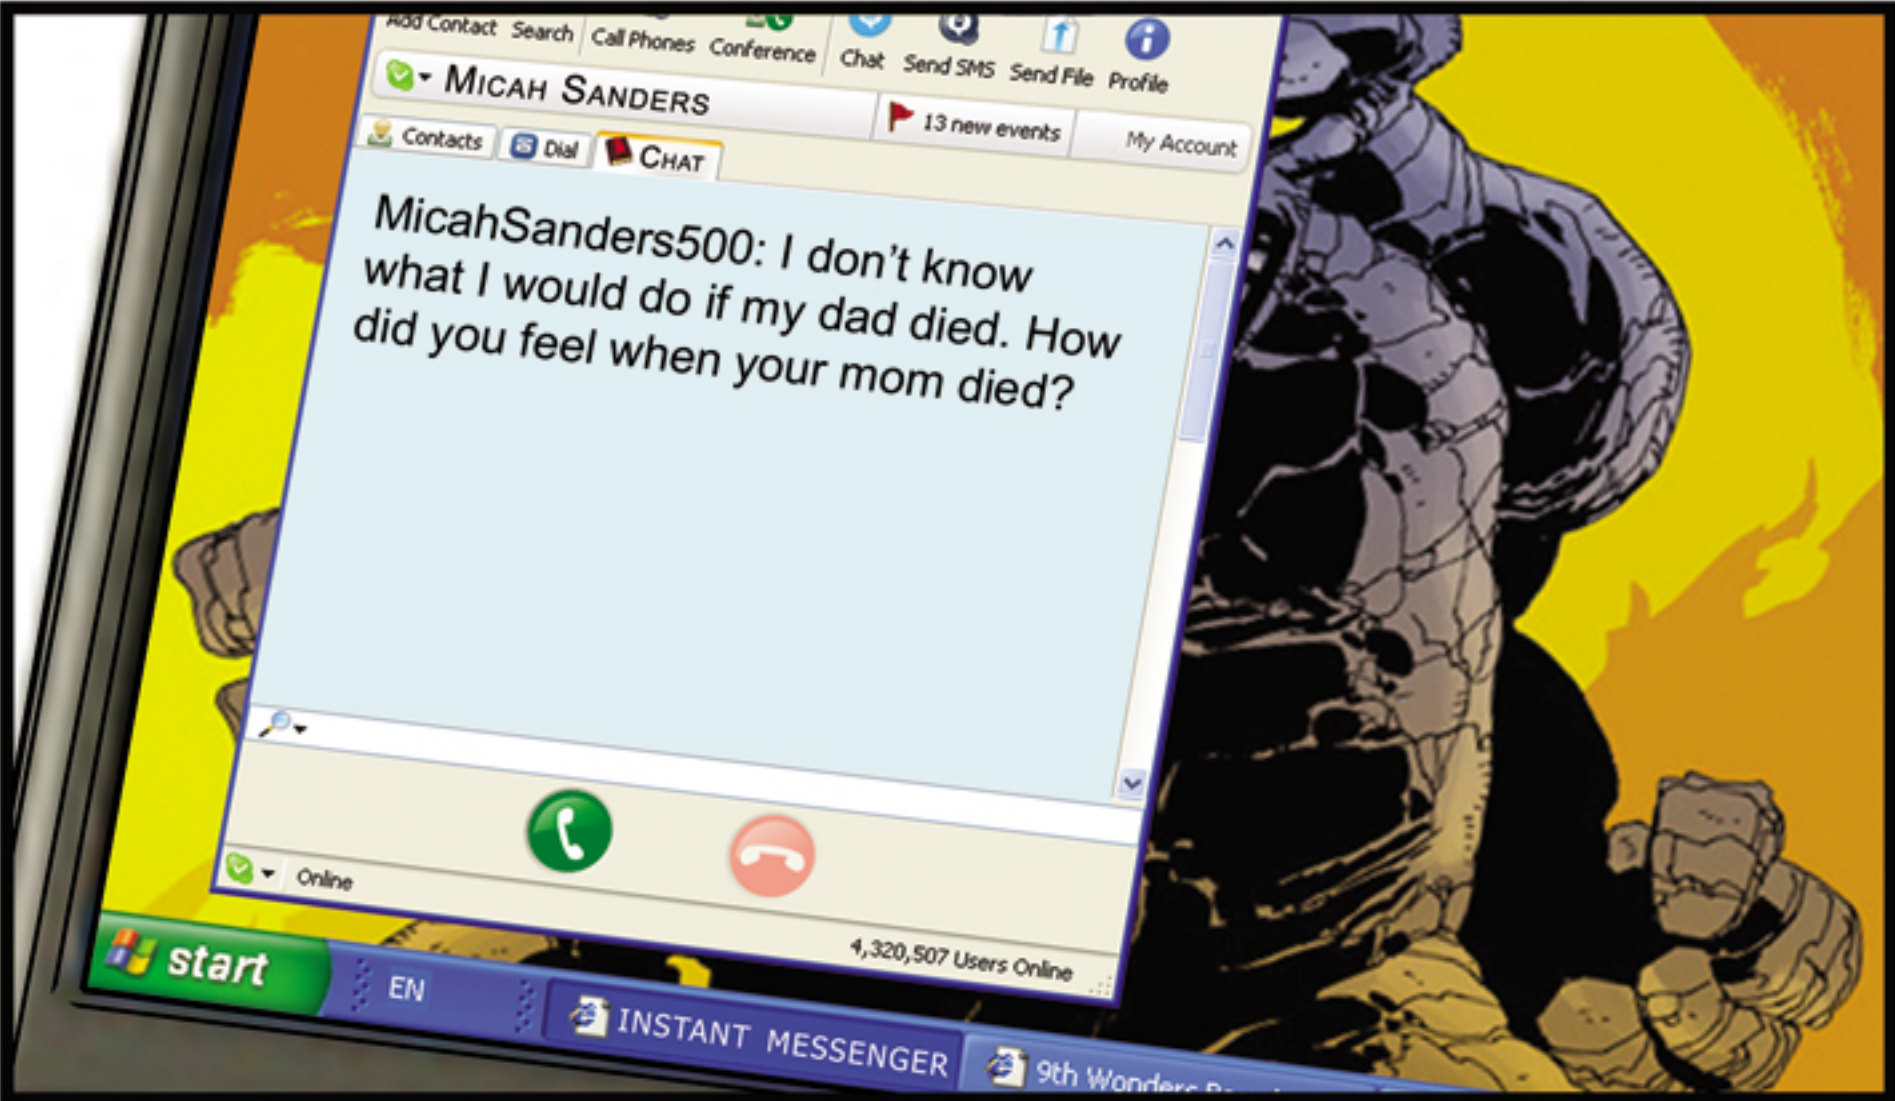 Add Contact Search Call Phones Conference Chat Send SMS Send File Profile
MICAH SANDERS 13 new events My Account
Contacts Dial CHAT
MicahSanders500: I don't know
what I would do if my dad died. How
did you feel when your mom died?
Online
4,320,507 Users Online
start EN INSTANT MESSENGER 9th Wonders